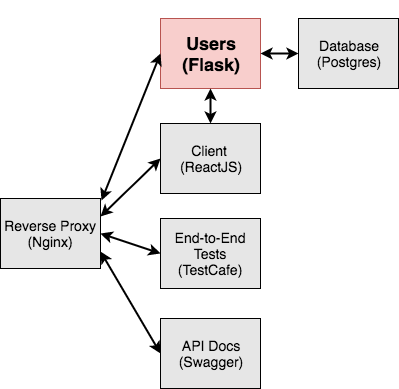 Users
(Flask)
Database
(Postgres)
Client
(ReactJS)
Reverse Proxy
(Nginx)
End-to-End
Tests
(TestCafe)
API Docs
(Swagger)